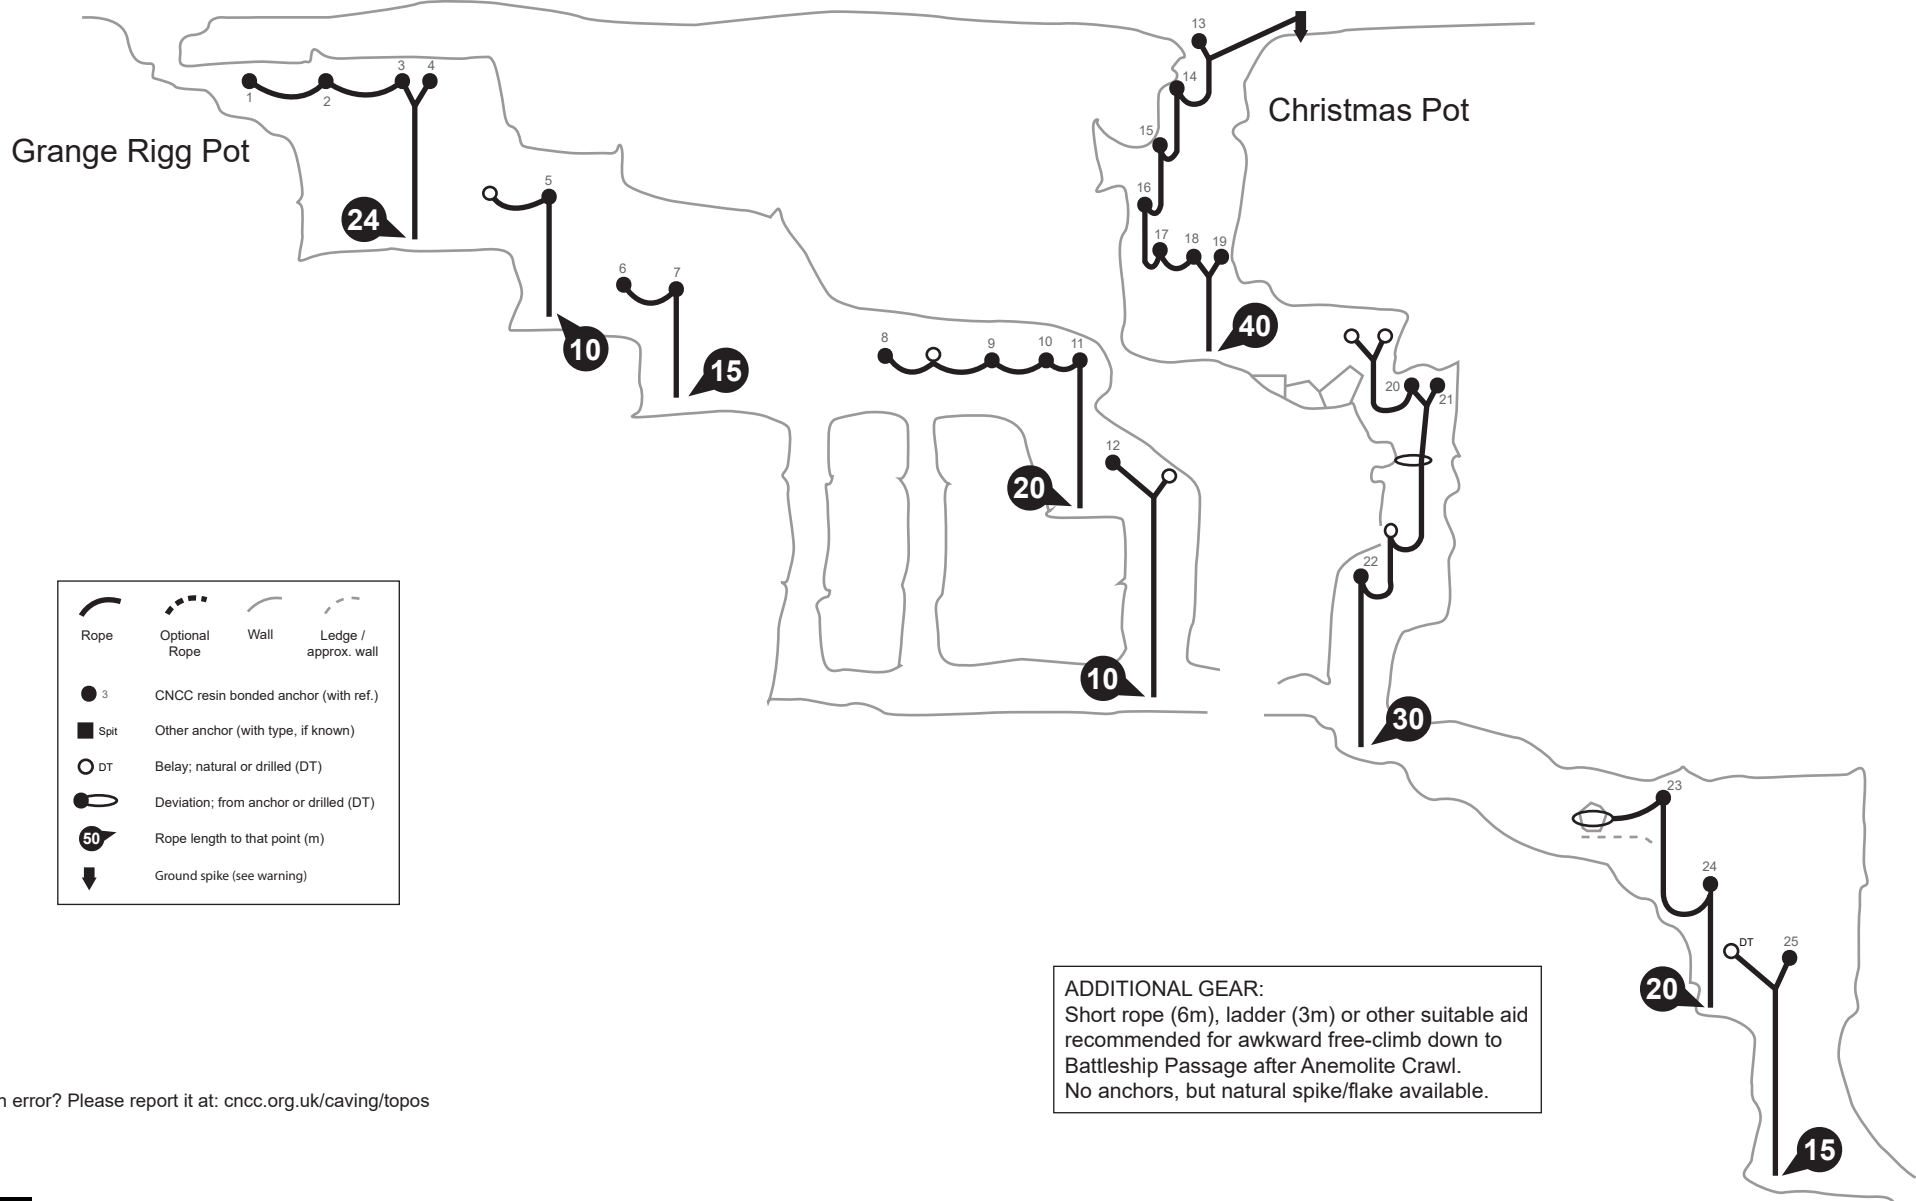 13
3
4
14
1
2
Christmas Pot
Grange Rigg Pot
15
5
16
24
17
18
19
6
7
40
10
8
9
10
11
15
20
21
12
20
22
10
30
Rope
Optional
Rope
Wall
Ledge /
approx. wall
3
CNCC resin bonded anchor (with ref.)
Spit
Other anchor (with type, if known)
DT
Belay; natural or drilled (DT)
Deviation; from anchor or drilled (DT)
50
Rope length to that point (m)
Ground spike (see warning)
23
24
DT
25
20
ADDITIONAL GEAR:
Short rope (6m), ladder (3m) or other suitable aid
recommended for awkward free-climb down to
Battleship Passage after Anemolite Crawl.
No anchors, but natural spike/flake available.
n error? Please report it at: cncc.org.uk/caving/topos
15